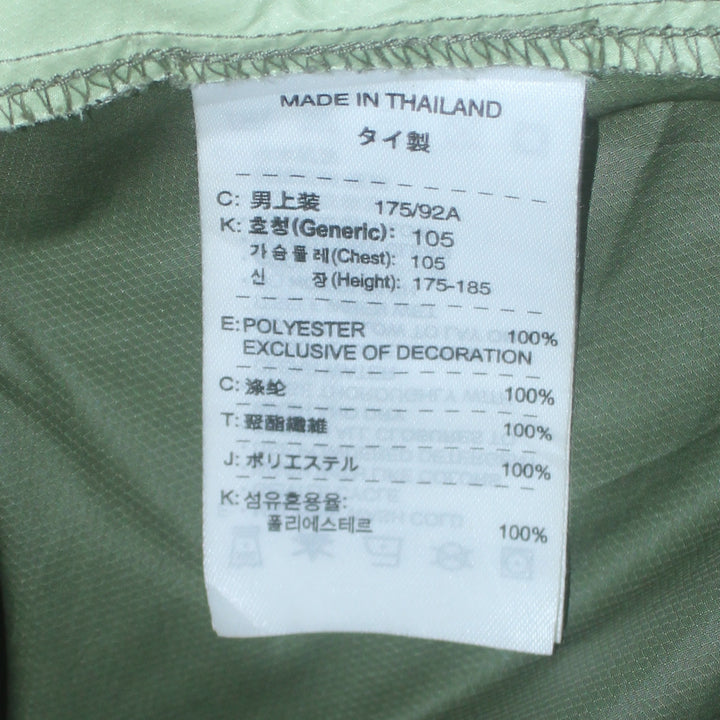 MADE IN THAILAND
タイ製
C: 男上装 175/92A
K: 호칭(Generic): 105
가슴둘레(Chest): 105
신 장(Height): 175-185
E: POLYESTER 100%
EXCLUSIVE OF DECORATION
C: 涤纶 100%
T: 聚酯纖維 100%
J: ポリエステル 100%
K: 섬유혼용율:
폴리에스테르 100%